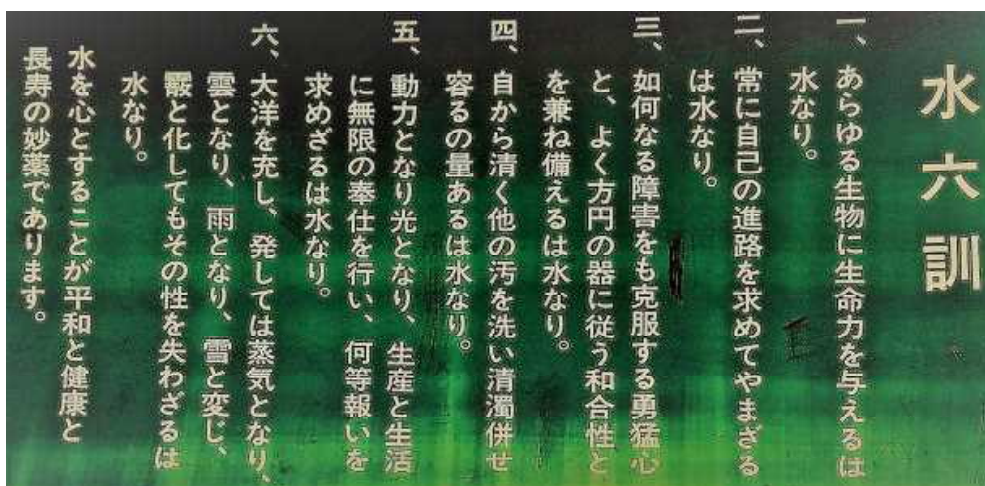 水六訓
一、あらゆる生物に生命力を与えるは
水なり。
二、常に自己の進路を求めてやまざる
は水なり。
三、如何なる障害をも克服する勇猛心
と、よく方円の器に従う和合性と
を兼ね備えるは水なり。
四、自から清く他の汚を洗い清濁併せ
容るの量あるは水なり。
五、動力となり光となり、生産と生活
に無限の奉仕を行い、何等報いを
求めざるは水なり。
六、大洋を充し、発しては蒸気となり、
雲となり、雨となり、雪と変じ、
霰と化してもその性を失わざるは
水なり。
水を心とすることが平和と健康と
長寿の妙薬であります。